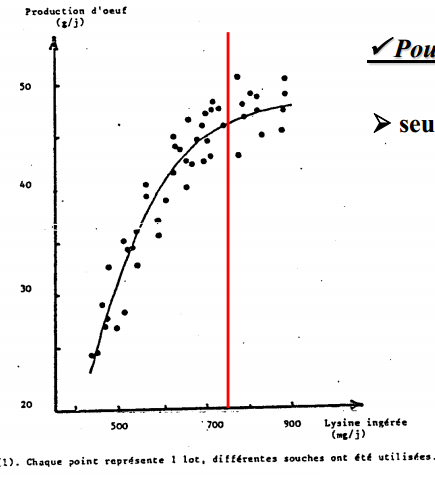 Production d'oeuf
(g/j)
A
✓ Pou
50
➢ seu
40
30
20
500 700 900 Lysine ingérée
(mg/j)
(1). Chaque point représente 1 lot, différentes souches ont été utilisées.